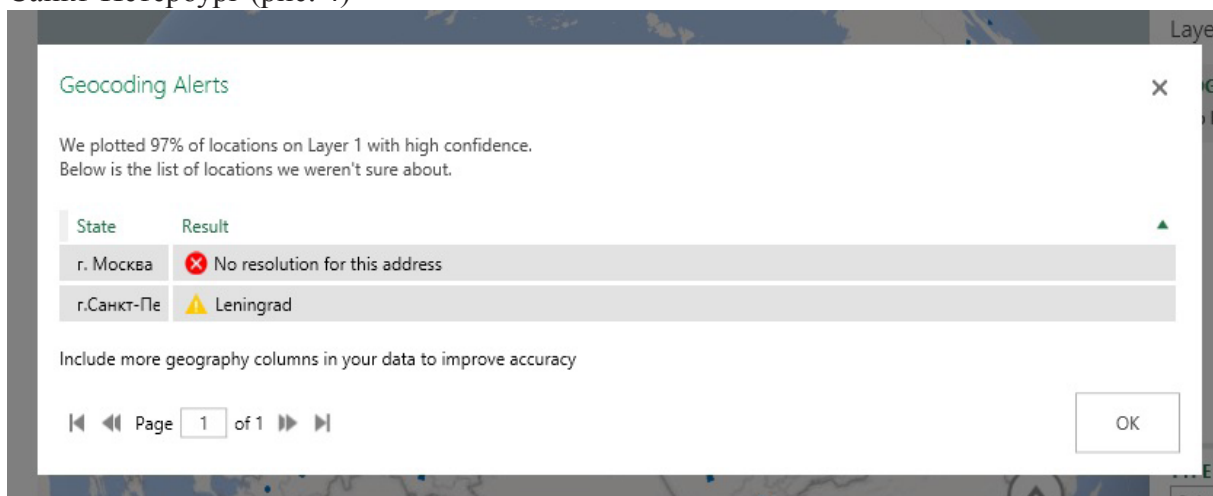 Laye
Geocoding Alerts
We plotted 97% of locations on Layer 1 with high confidence.
Below is the list of locations we weren't sure about.
State Result
г. Москва No resolution for this address
г.Санкт-Пе Leningrad
Include more geography columns in your data to improve accuracy
Page 1 of 1
OK